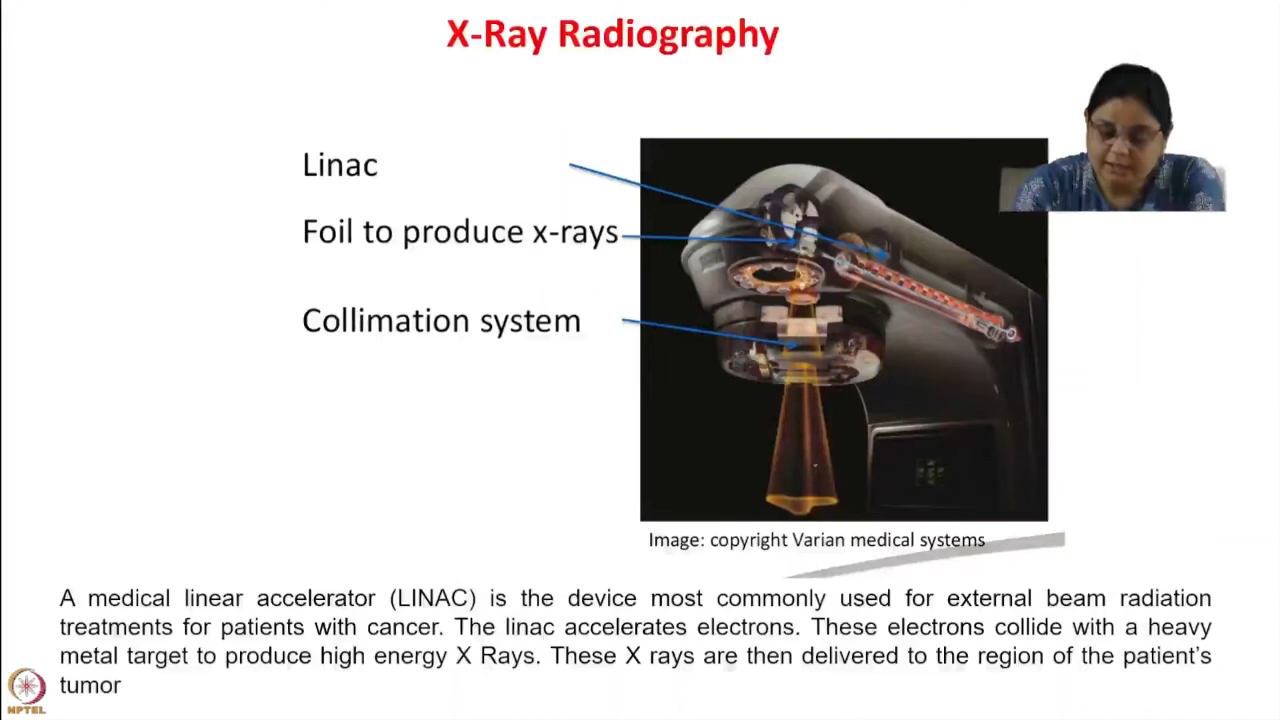 X-Ray Radiography
Linac
Foil to produce x-rays
Collimation system
Image: copyright Varian medical systems
A medical linear accelerator (LINAC) is the device most commonly used for external beam radiation
treatments for patients with cancer. The linac accelerates electrons. These electrons collide with a heavy
metal target to produce high energy X Rays. These X rays are then delivered to the region of the patient's
tumor
NPTEL